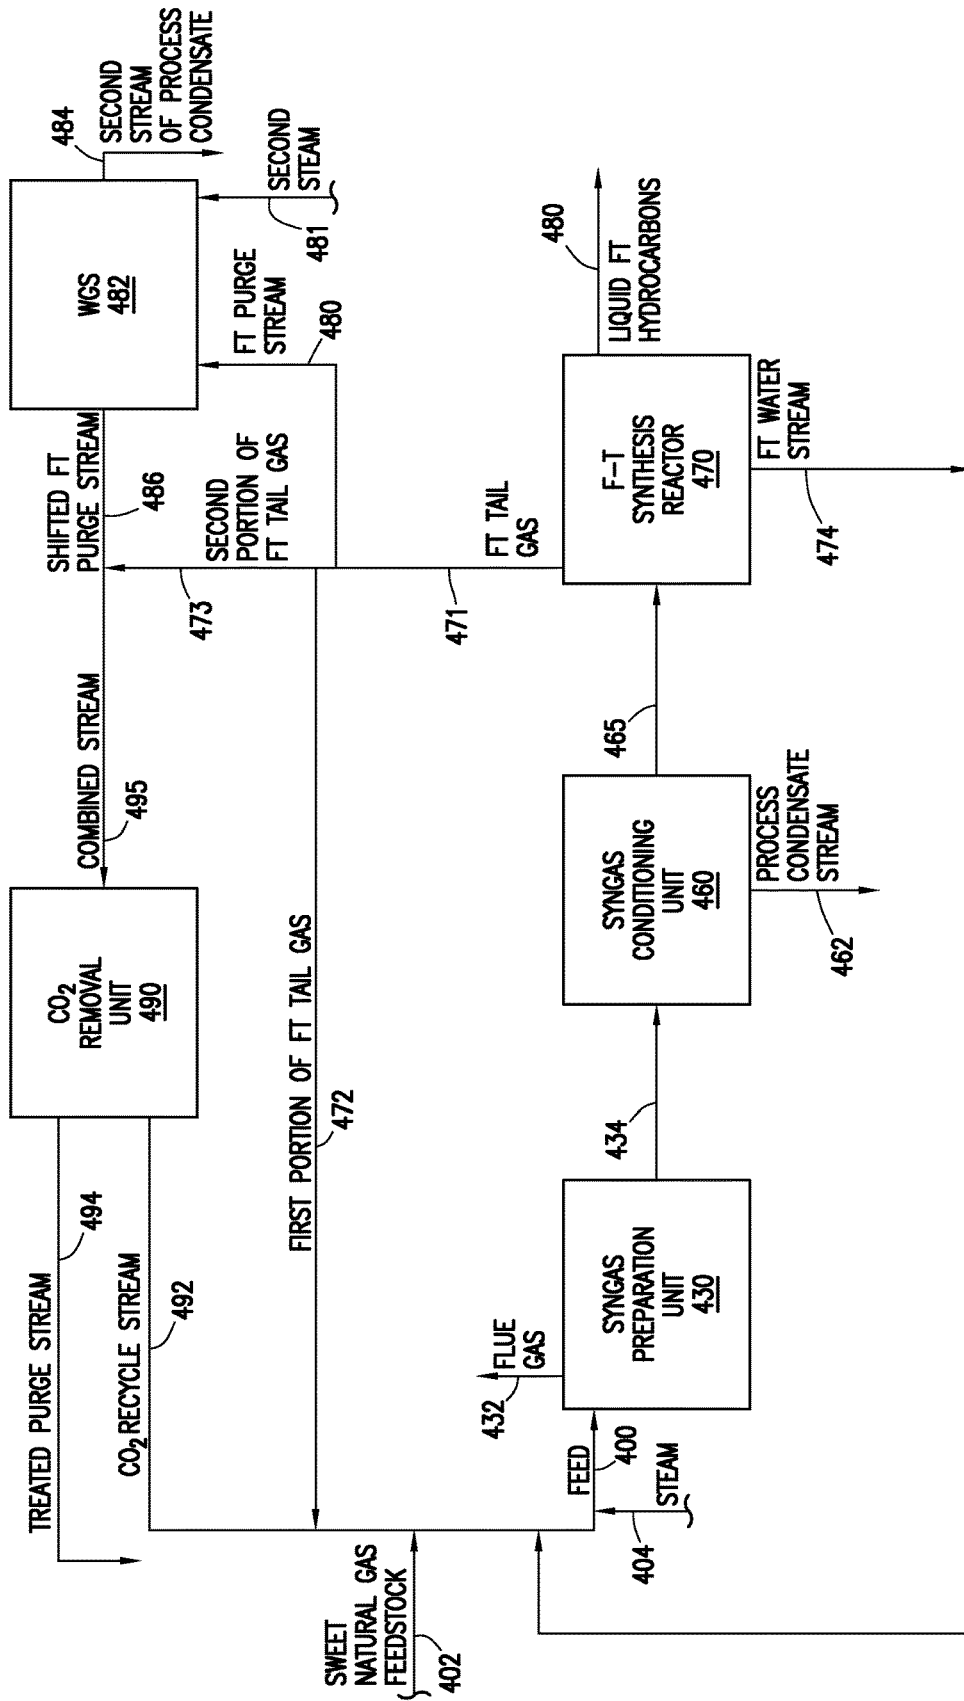 TREATED PURGE STREAM
494
CO2 RECYCLE STREAM
492
CO2
REMOVAL
UNIT
490
COMBINED STREAM
495
SHIFTED FT
PURGE STREAM
486
WGS
482
484
SECOND
STREAM
OF PROCESS
CONDENSATE
SECOND
STEAM
481
FT PURGE
STREAM
480
SECOND
PORTION OF
FT TAIL GAS
473
FIRST PORTION OF FT TAIL GAS
472
FT TAIL
GAS
471
SWEET
NATURAL GAS
FEEDSTOCK
402
FEED
400
STEAM
404
FLUE
GAS
432
SYNGAS
PREPARATION
UNIT
430
434
SYNGAS
CONDITIONING
UNIT
460
PROCESS
CONDENSATE
STREAM
462
465
F-T
SYNTHESIS
REACTOR
470
480
LIQUID FT
HYDROCARBONS
FT WATER
STREAM
474